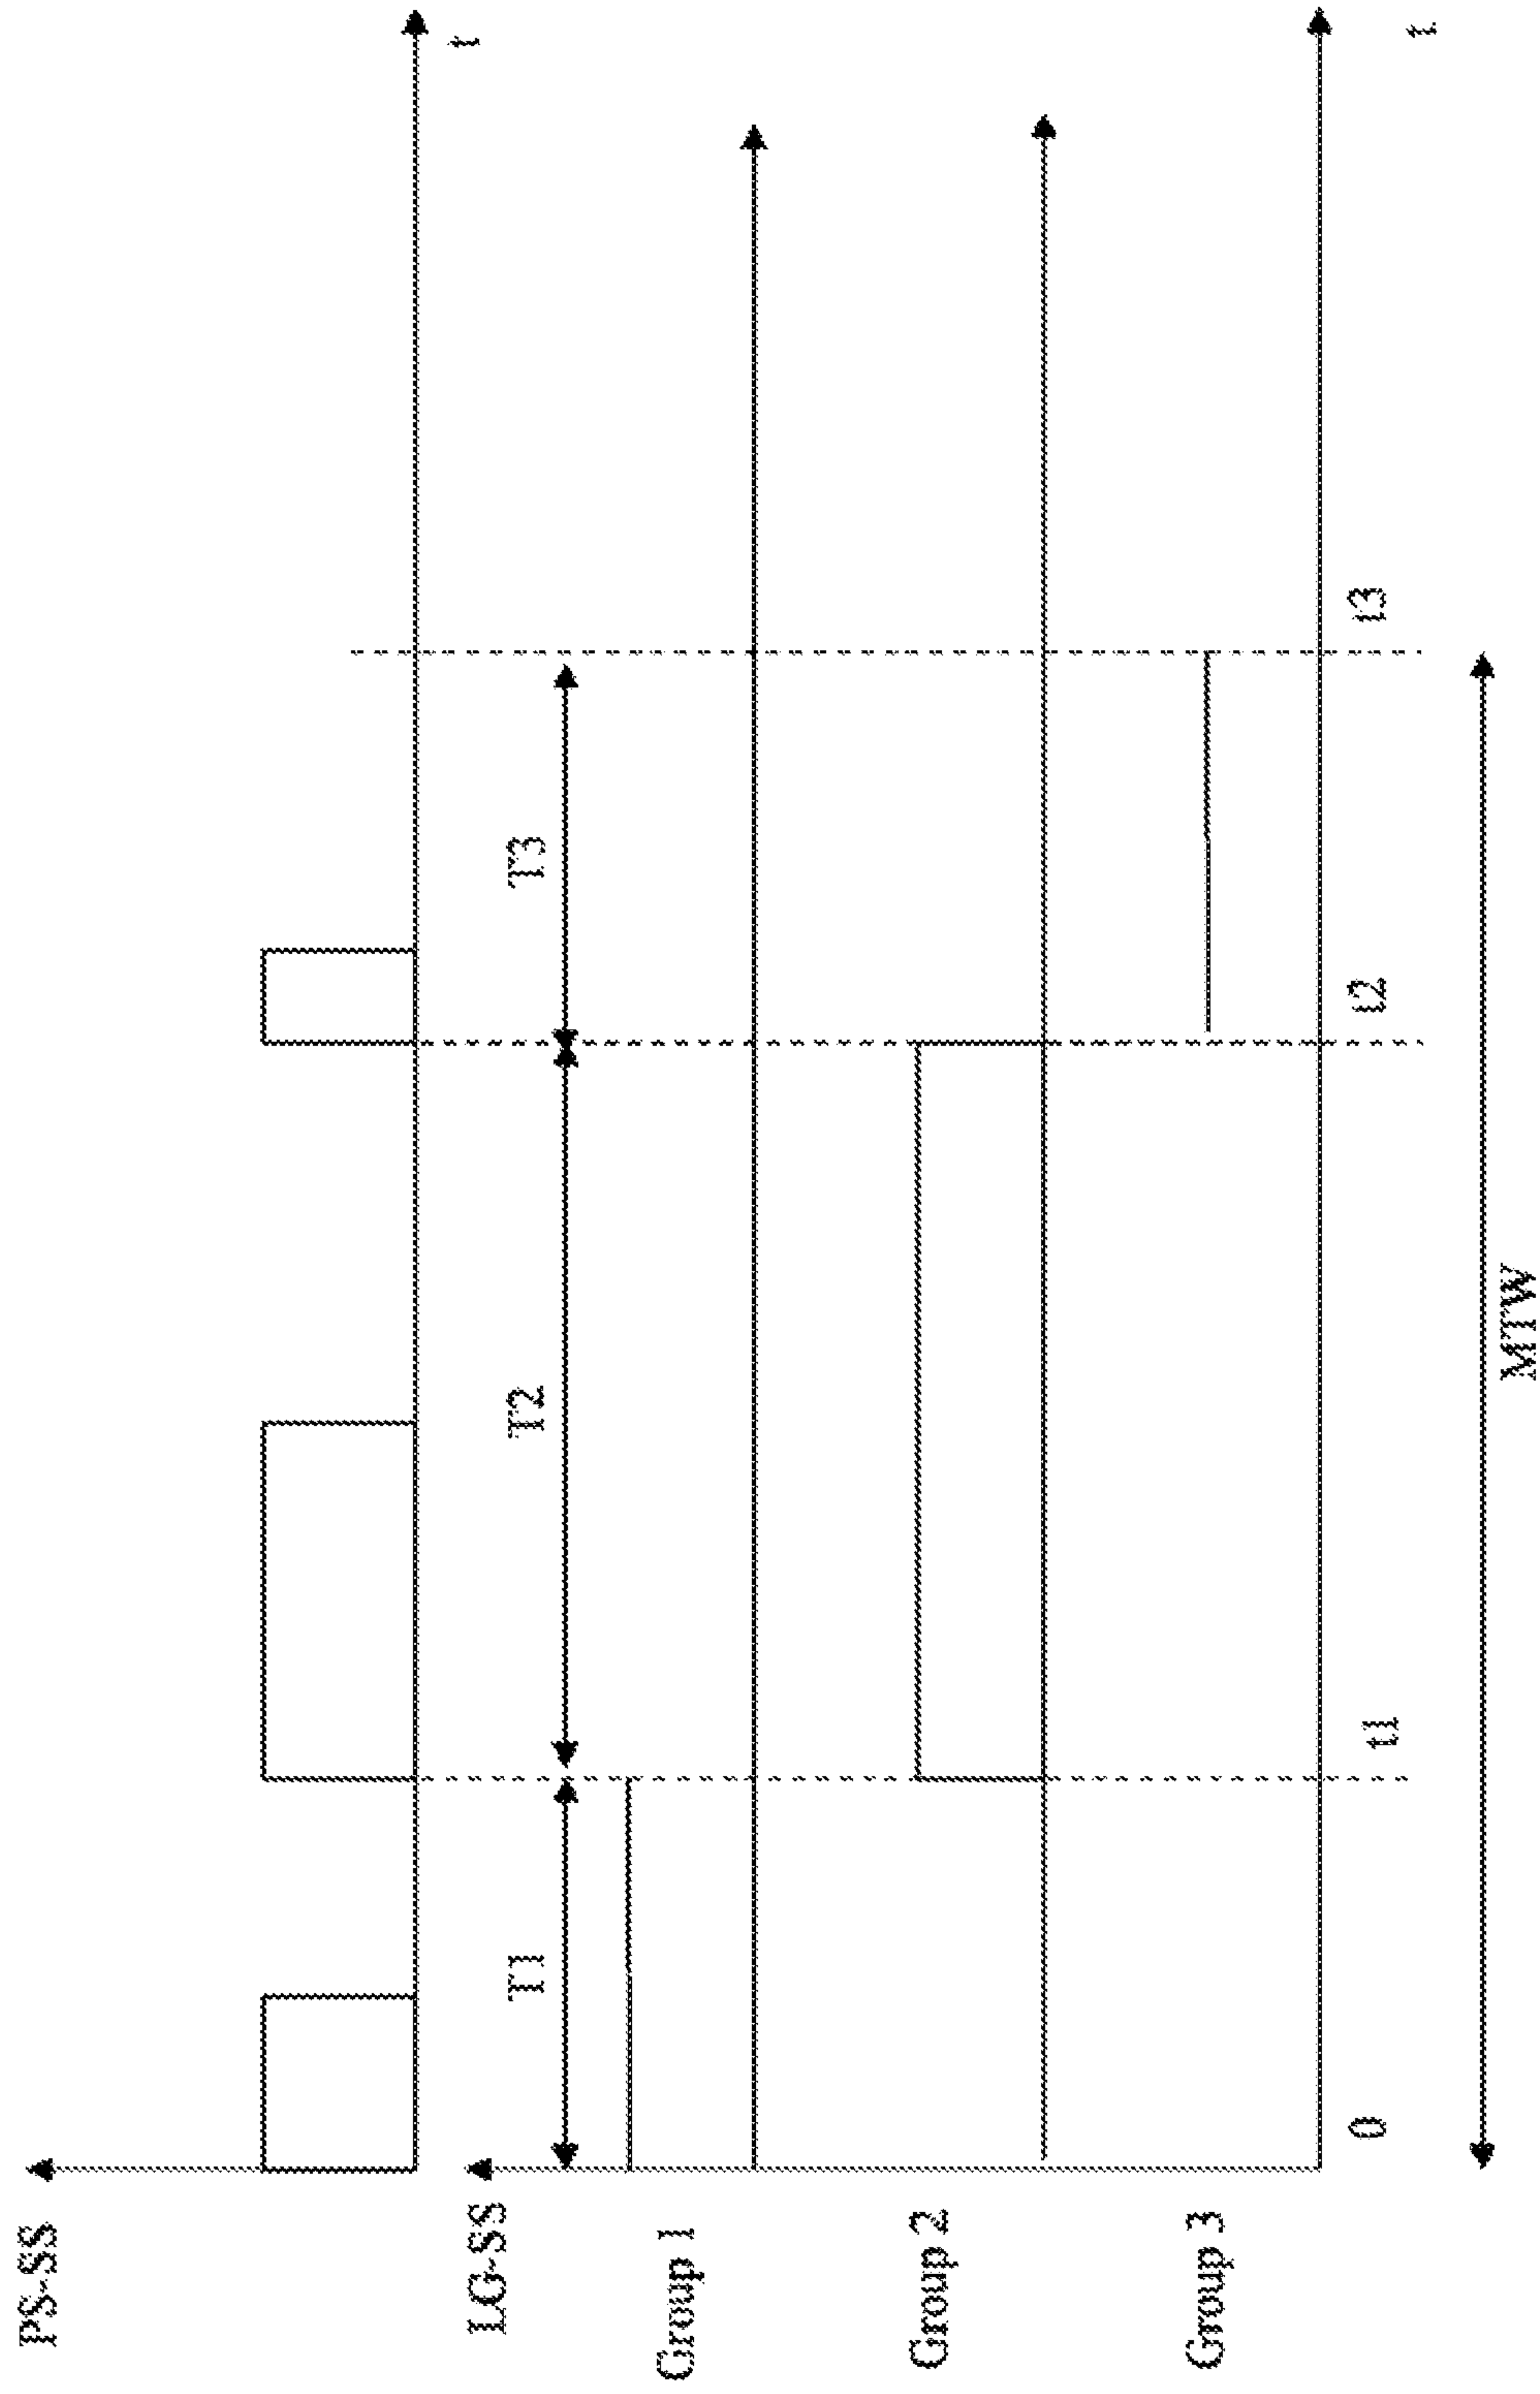 PS-SS
t
LG-SS
T1
T2
T3
Group 1
Group 2
Group 3
0
t1
t2
t3
t
MTW